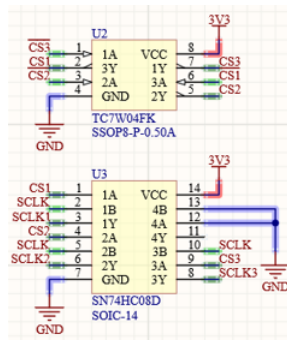 3V3
U2
C̅S̅3̅ 1 1A VCC 8
C̅S̅1̅ 2 3Y 1Y 7 CS3
C̅S̅2̅ 3 2A 3A 6 CS1
4 GND 2Y 5 CS2
TC7W04FK
GND
SSOP8-P-0.50A
3V3
U3
CS1 1 1A VCC 14
SCLK 2 1B 4B 13
SCLK1 3 1Y 4A 12
CS2 4 2A 4Y 11
SCLK 5 2B 3B 10 SCLK
SCLK2 6 2Y 3A 9 CS3
7 GND 3Y 8 SCLK3
GND
SN74HC08D
GND
SOIC-14